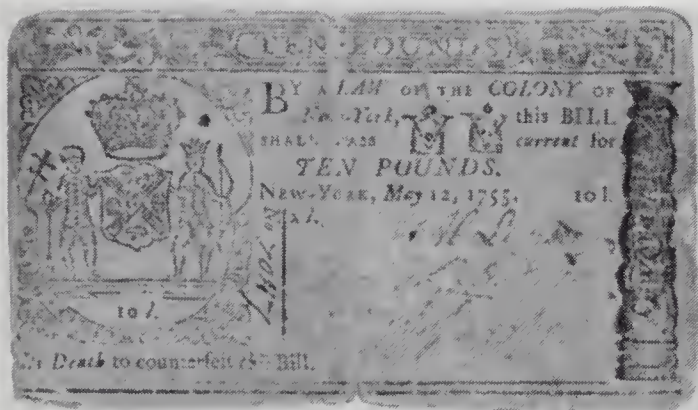 (TEN POUNDS)
BY A LAW OF THE COLONY OF
New-York, this BILL
SHALL PASS current for
TEN POUNDS.
NEW-YORK, May 12, 1755. 10 l.
10 l.
Death to counterfeit this Bill.